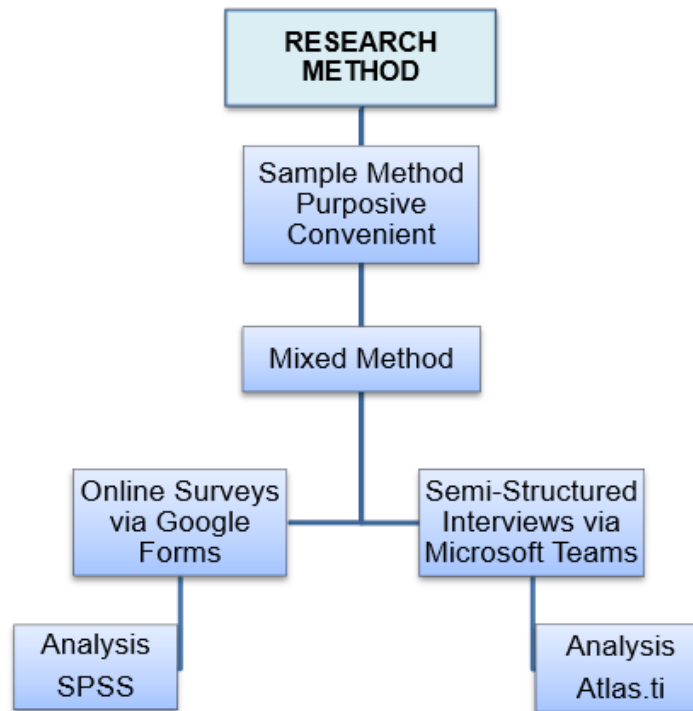 RESEARCH
METHOD
Sample Method
Purposive
Convenient
Mixed Method
Online Surveys
via Google
Forms
Semi-Structured
Interviews via
Microsoft Teams
Analysis
SPSS
Analysis
Atlas.ti